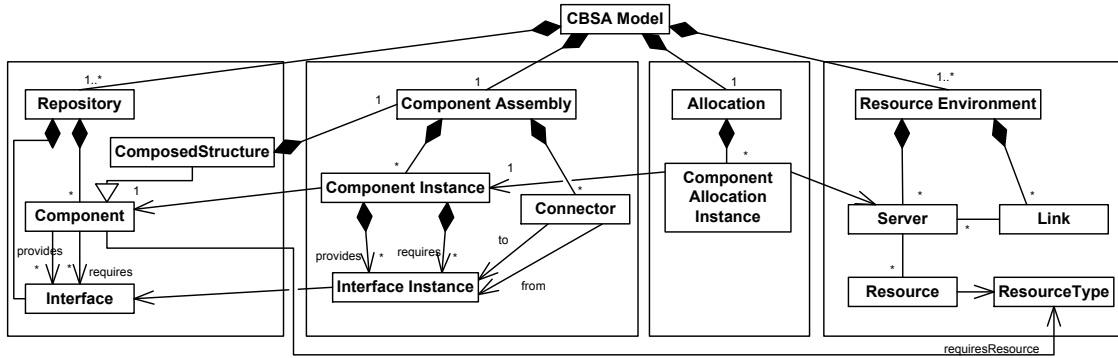 CBSA Model
1..*
1
1
1..*
Repository
Component Assembly
Allocation
Resource Environment
1
ComposedStructure
*
*
*
1
1
Component Instance
Component
Allocation
Instance
*
*
*
Component
Connector
Server
*
Link
provides
*
*
requires
provides
*
requires
*
to
from
*
Interface
Interface Instance
Resource
ResourceType
requiresResource